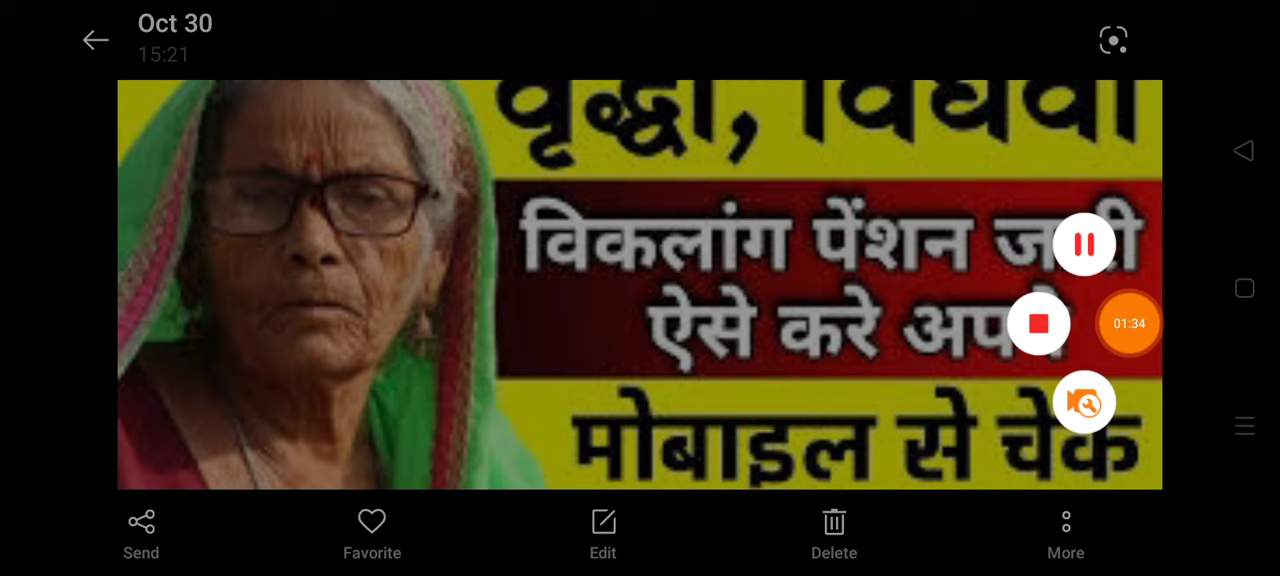 Oct 30
15:21
वृद्धा, विधवा
विकलांग पेंशन
ऐसे करे
01:34
मोबाइल से चेक
Send Favorite Edit Delete More